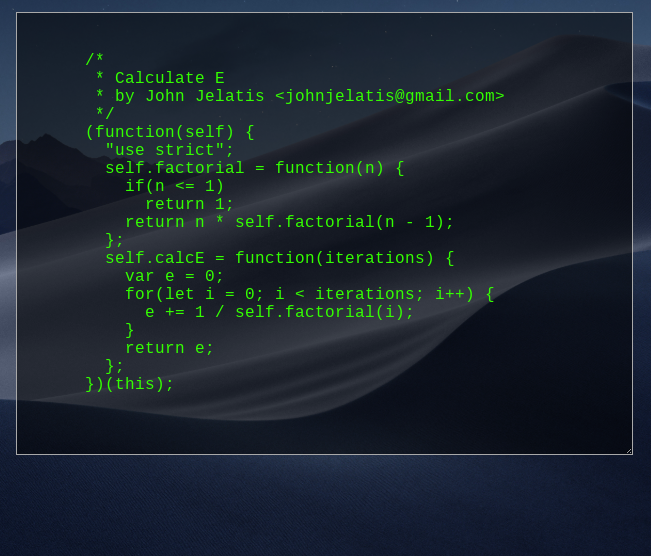 /*
 * Calculate E
 * by John Jelatis <johnjelatis@gmail.com>
 */
(function(self) {
  "use strict";
  self.factorial = function(n) {
    if(n <= 1)
      return 1;
    return n * self.factorial(n - 1);
  };
  self.calcE = function(iterations) {
    var e = 0;
    for(let i = 0; i < iterations; i++) {
      e += 1 / self.factorial(i);
    }
    return e;
  };
})(this);